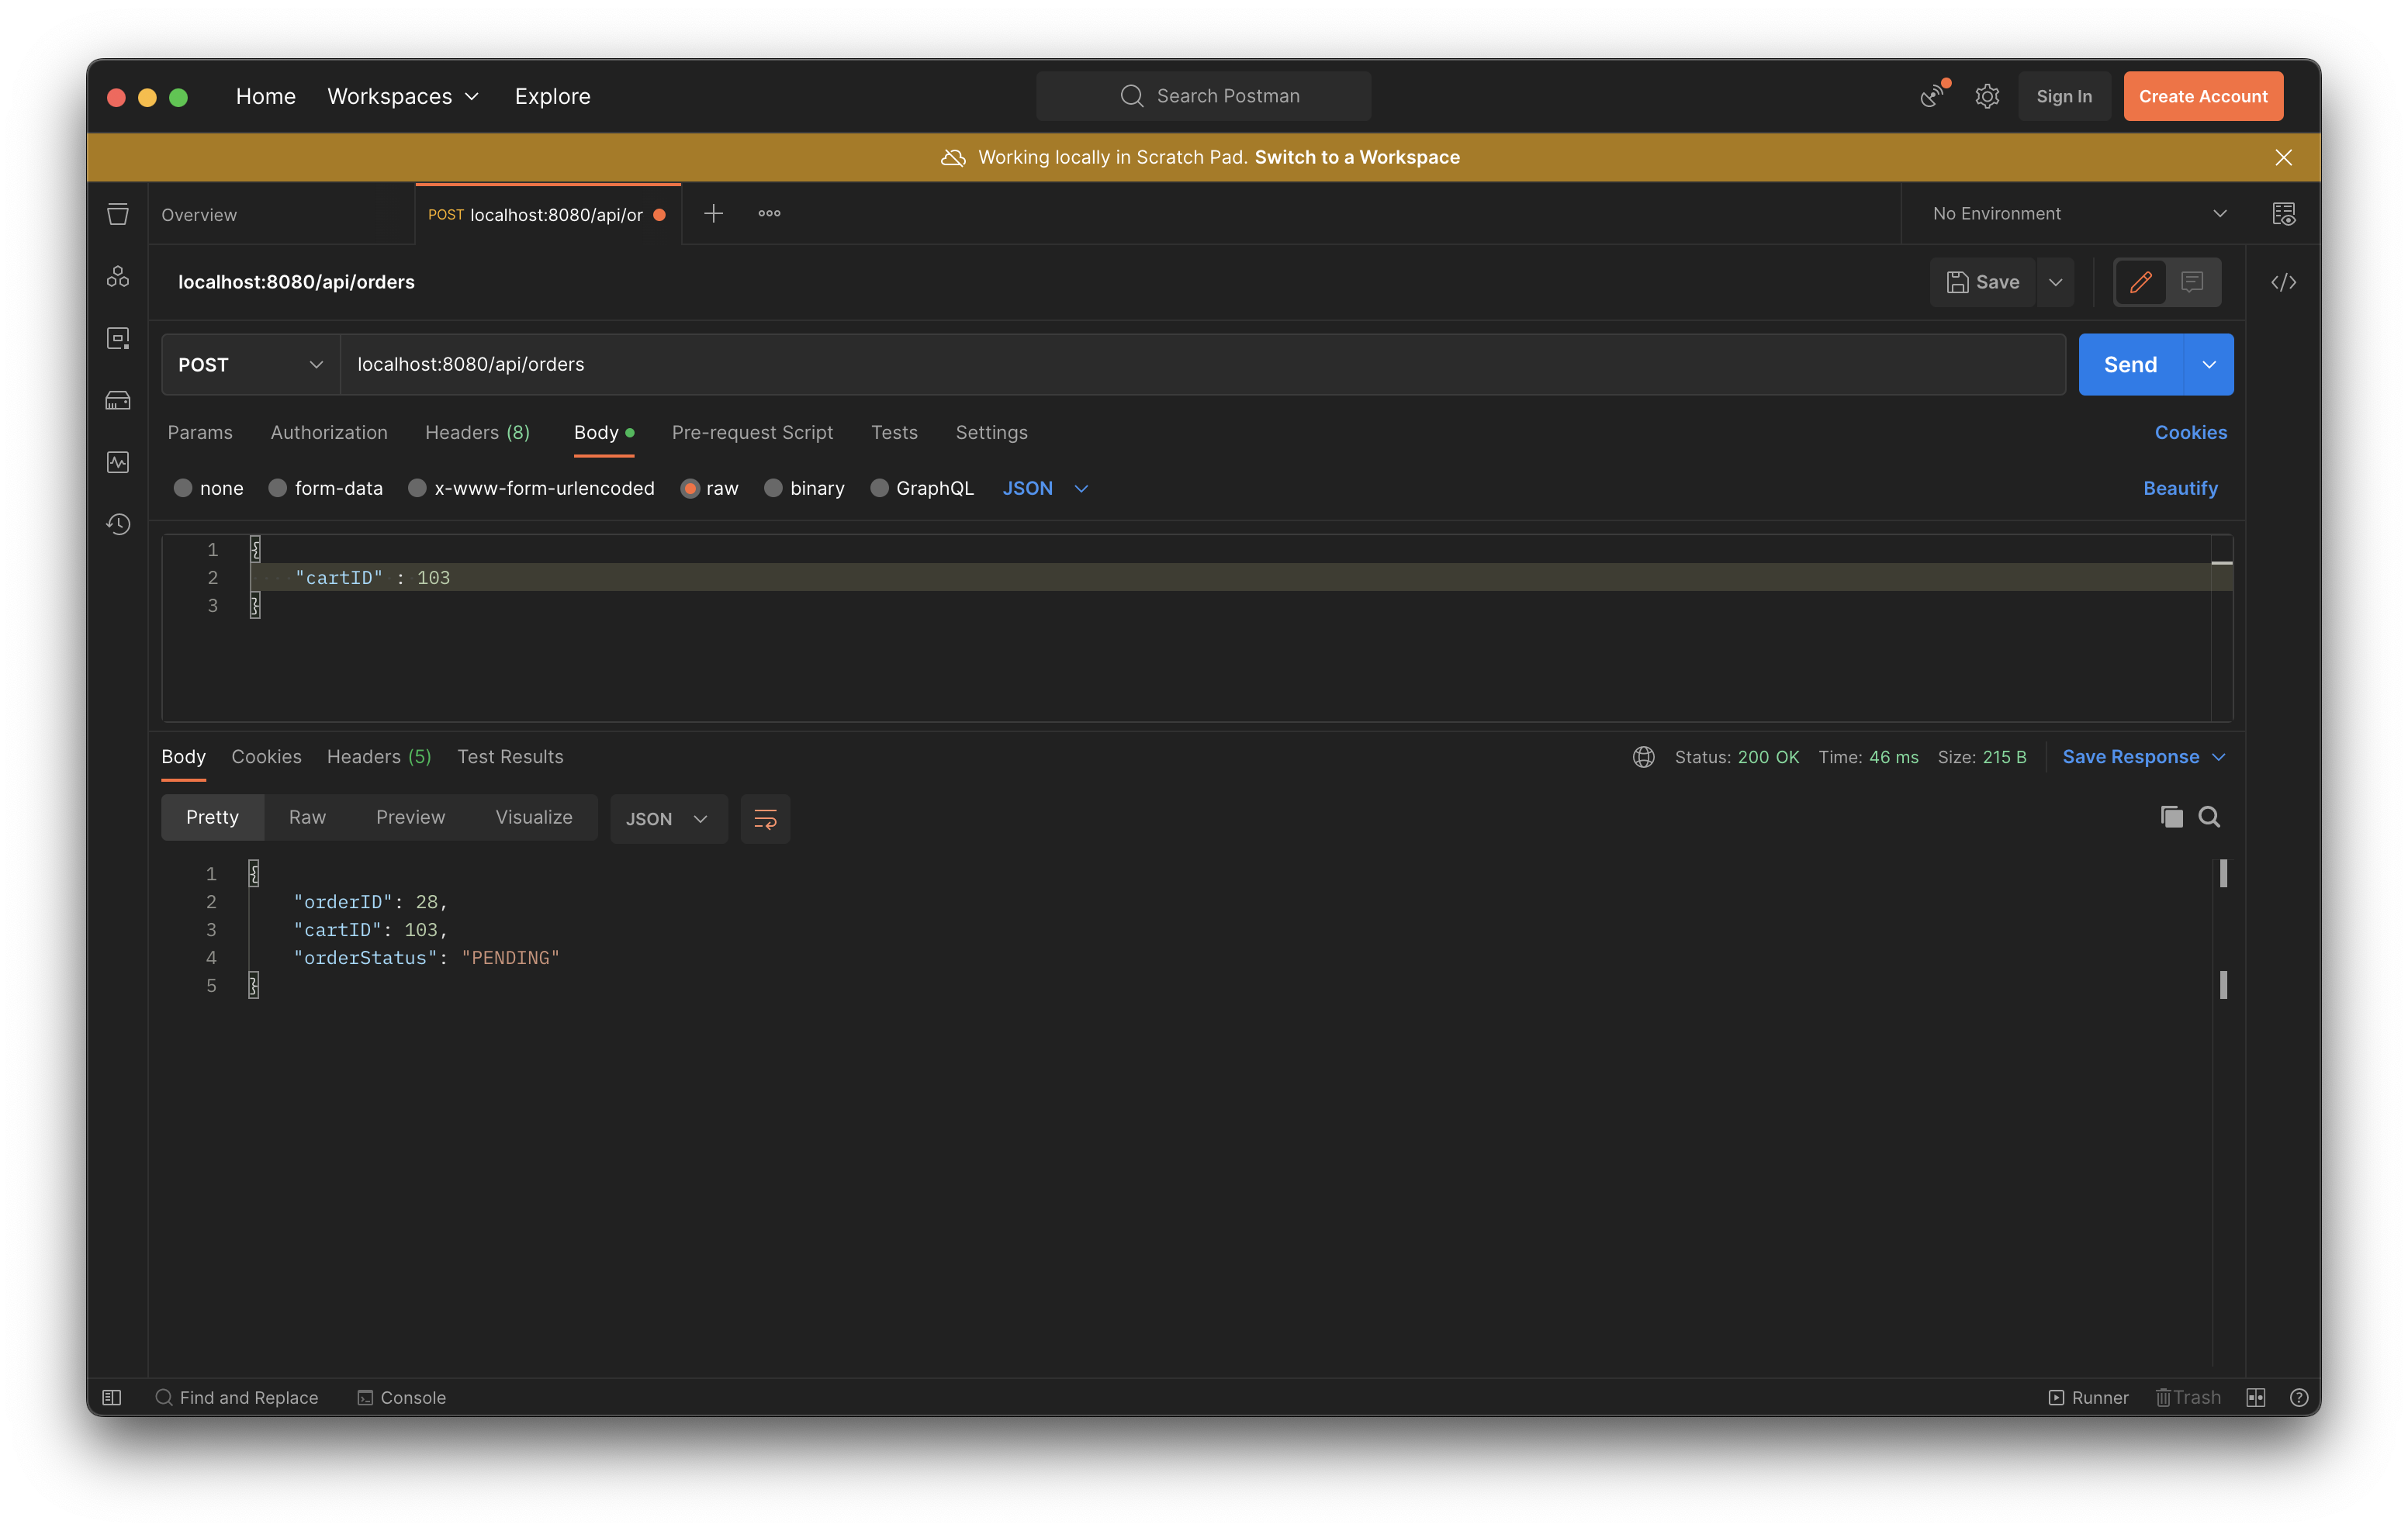 Home Workspaces Explore Search Postman Sign In Create Account
Working locally in Scratch Pad. Switch to a Workspace
Overview POST localhost:8080/api/or No Environment
localhost:8080/api/orders Save
POST localhost:8080/api/orders Send
Params Authorization Headers (8) Body Pre-request Script Tests Settings Cookies
none form-data x-www-form-urlencoded raw binary GraphQL JSON Beautify
1 {
2 "cartID" : 103
3 }
Body Cookies Headers (5) Test Results Status: 200 OK Time: 46 ms Size: 215 B Save Response
Pretty Raw Preview Visualize JSON
1 {
2 "orderID": 28,
3 "cartID": 103,
4 "orderStatus": "PENDING"
5 }
Find and Replace Console Runner Trash